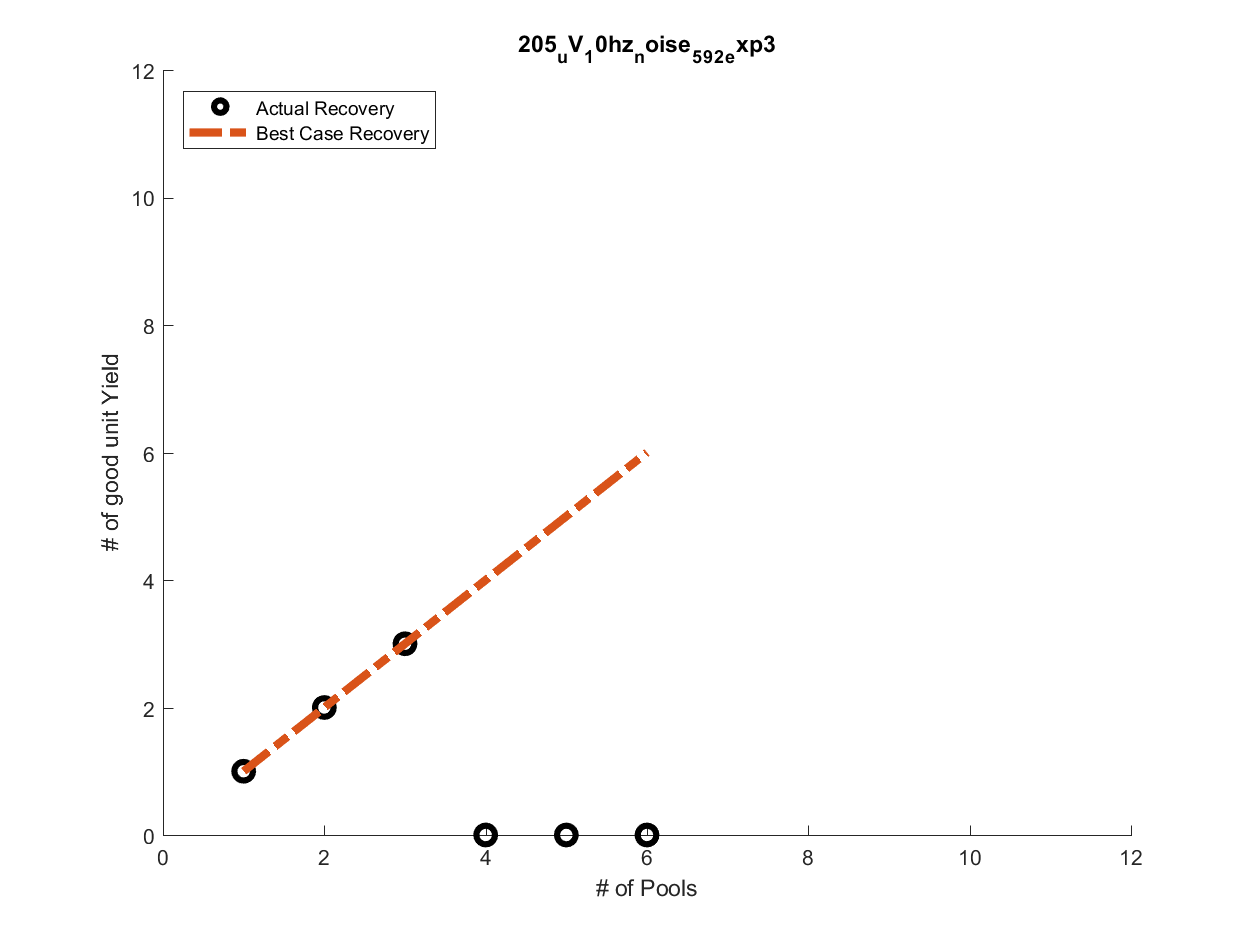 205uV10hznoise592exp3
12
10
8
6
4
2
0
Actual Recovery
Best Case Recovery
# of good unit Yield
0 2 4 6 8 10 12
# of Pools